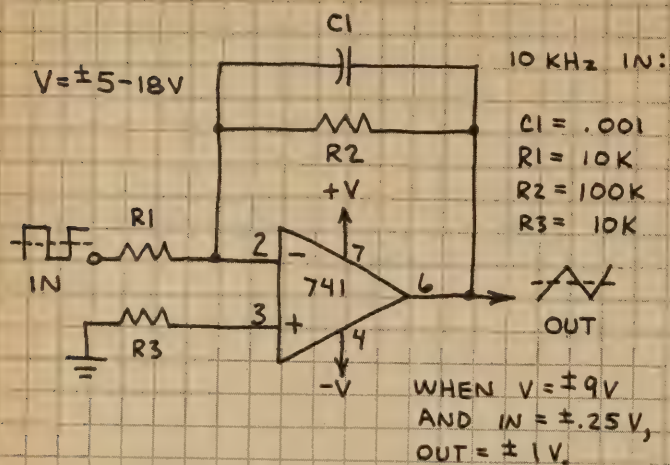 C1
V = ±5-18V
10 KHz IN:
C1 = .001
R1 = 10K
R2 = 100K
R3 = 10K
R2
+V
R1
2
-
7
741
6
IN
3
+
4
R3
-V
OUT
WHEN V = ±9V
AND IN = ±.25V,
OUT = ±1V.